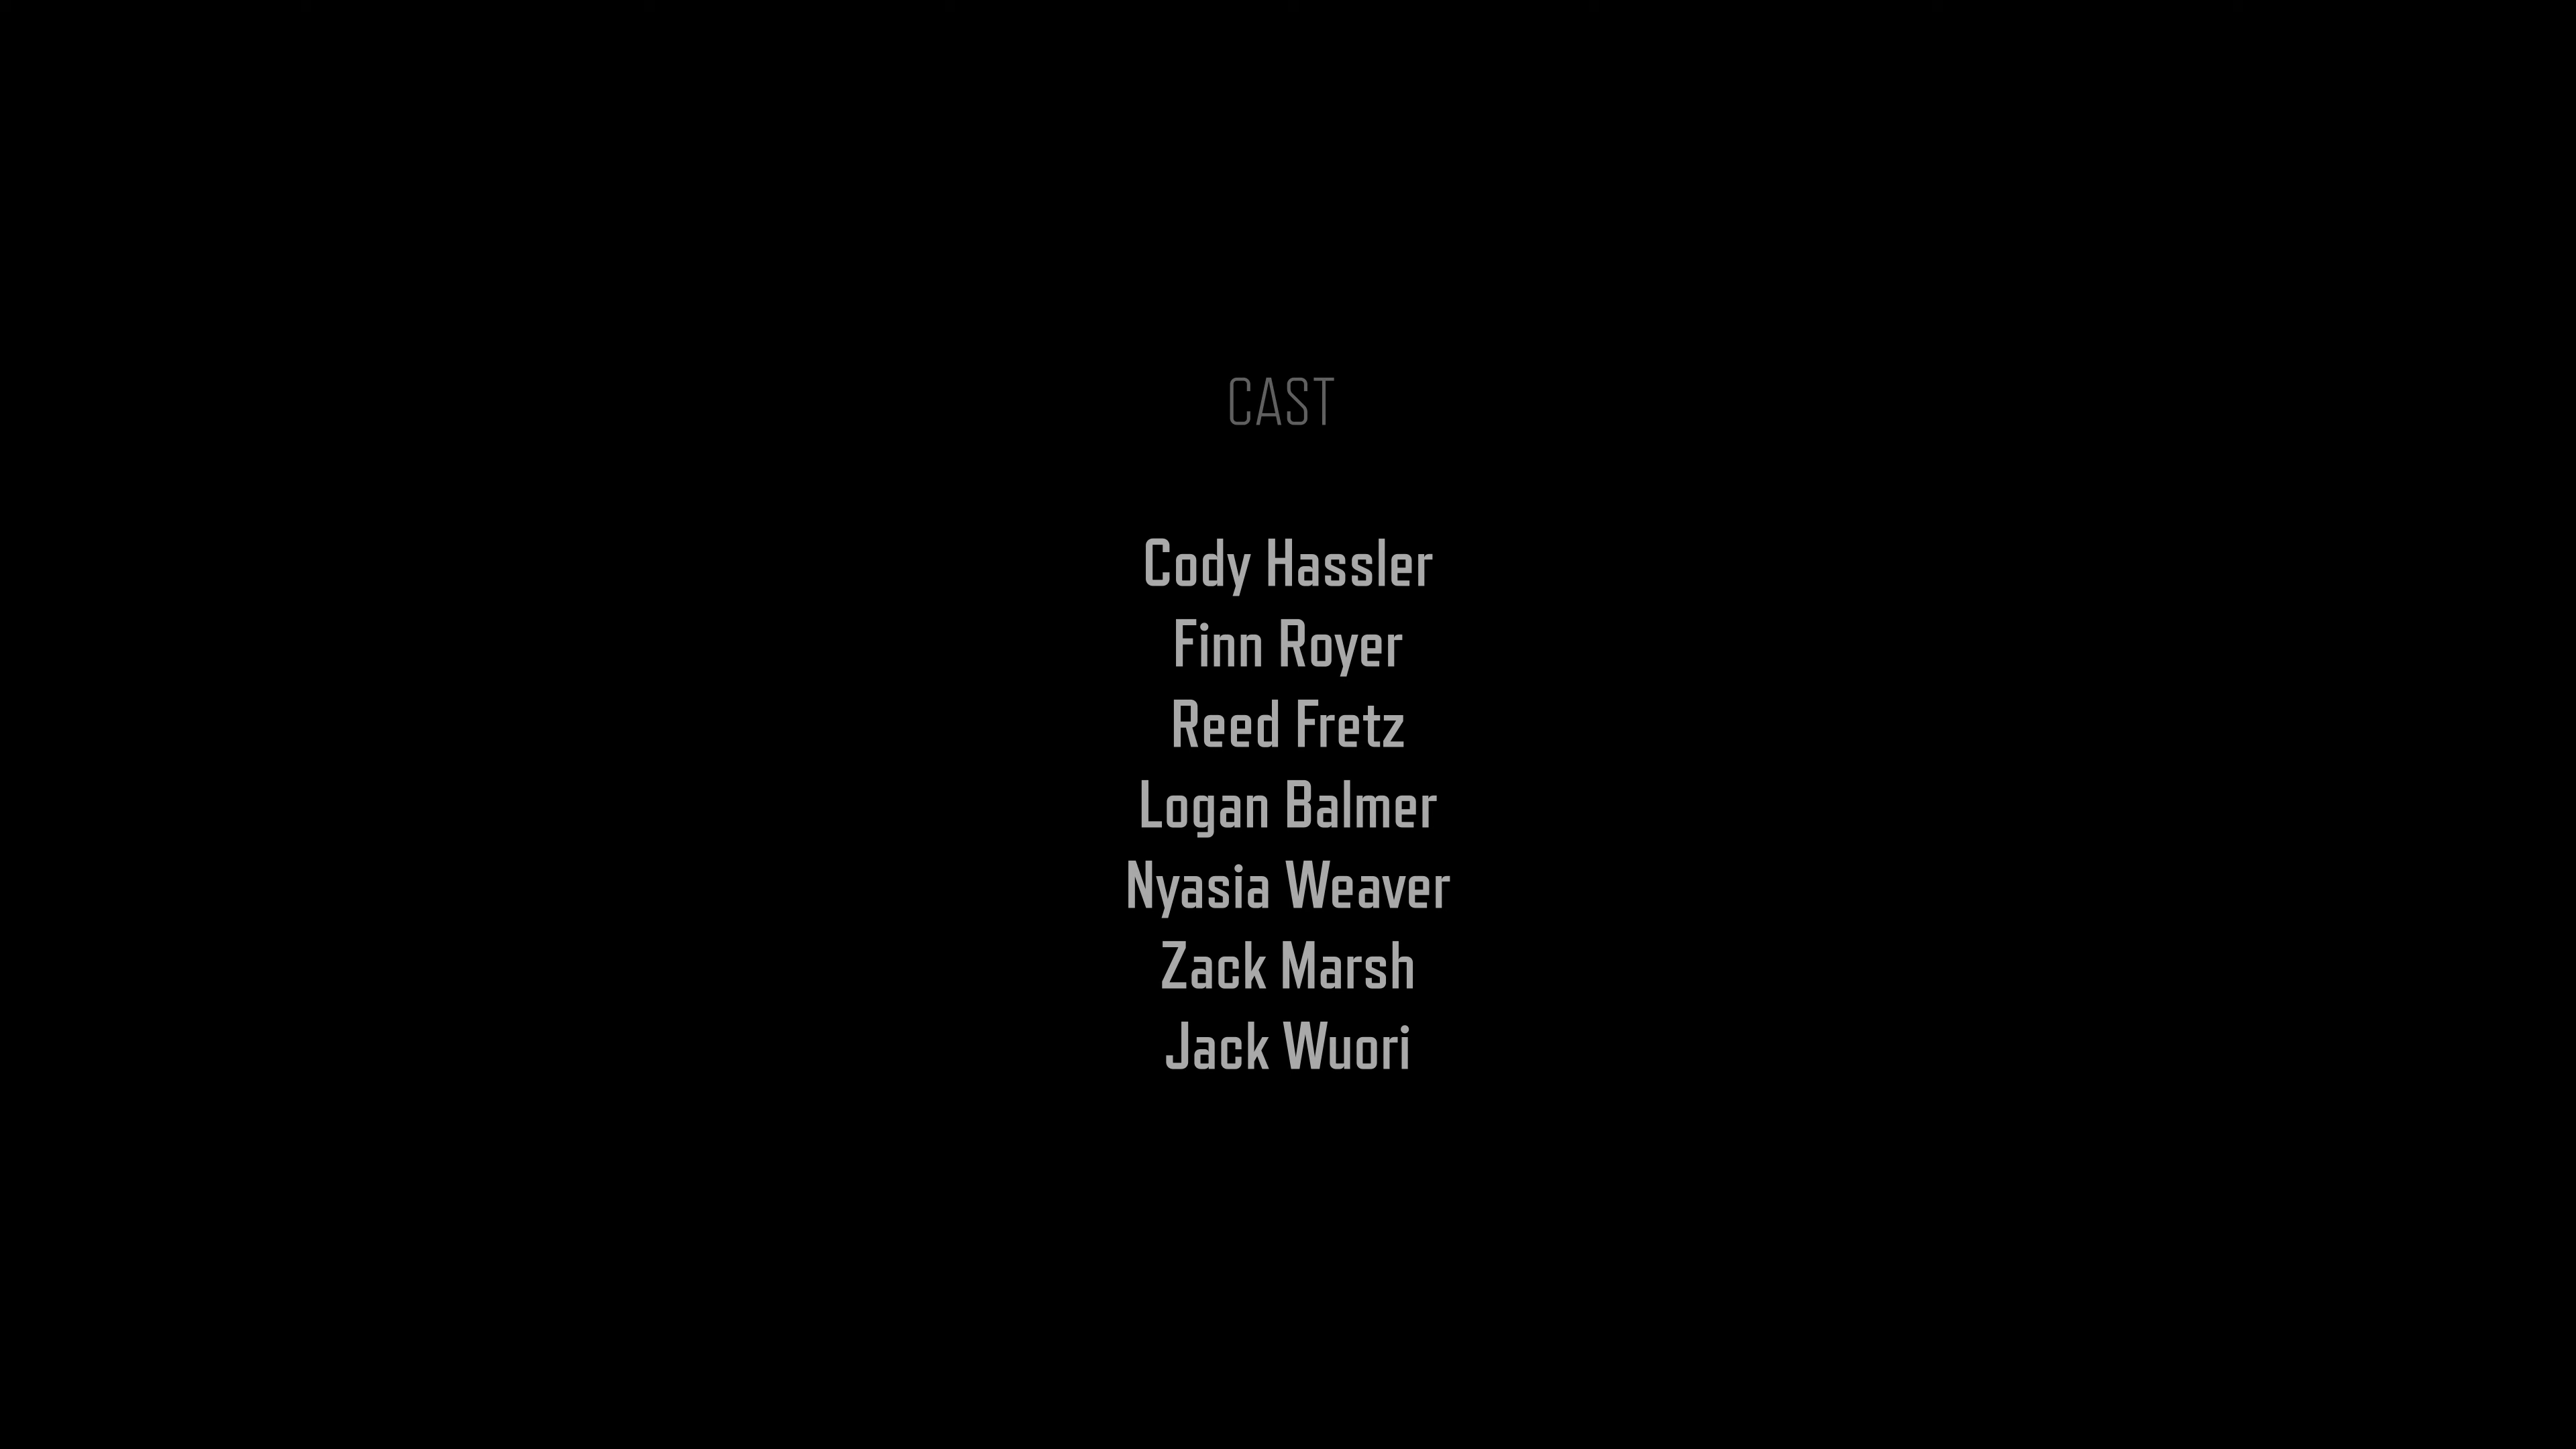 CAST
Cody Hassler
Finn Royer
Reed Fretz
Logan Balmer
Nyasia Weaver
Zack Marsh
Jack Wuori